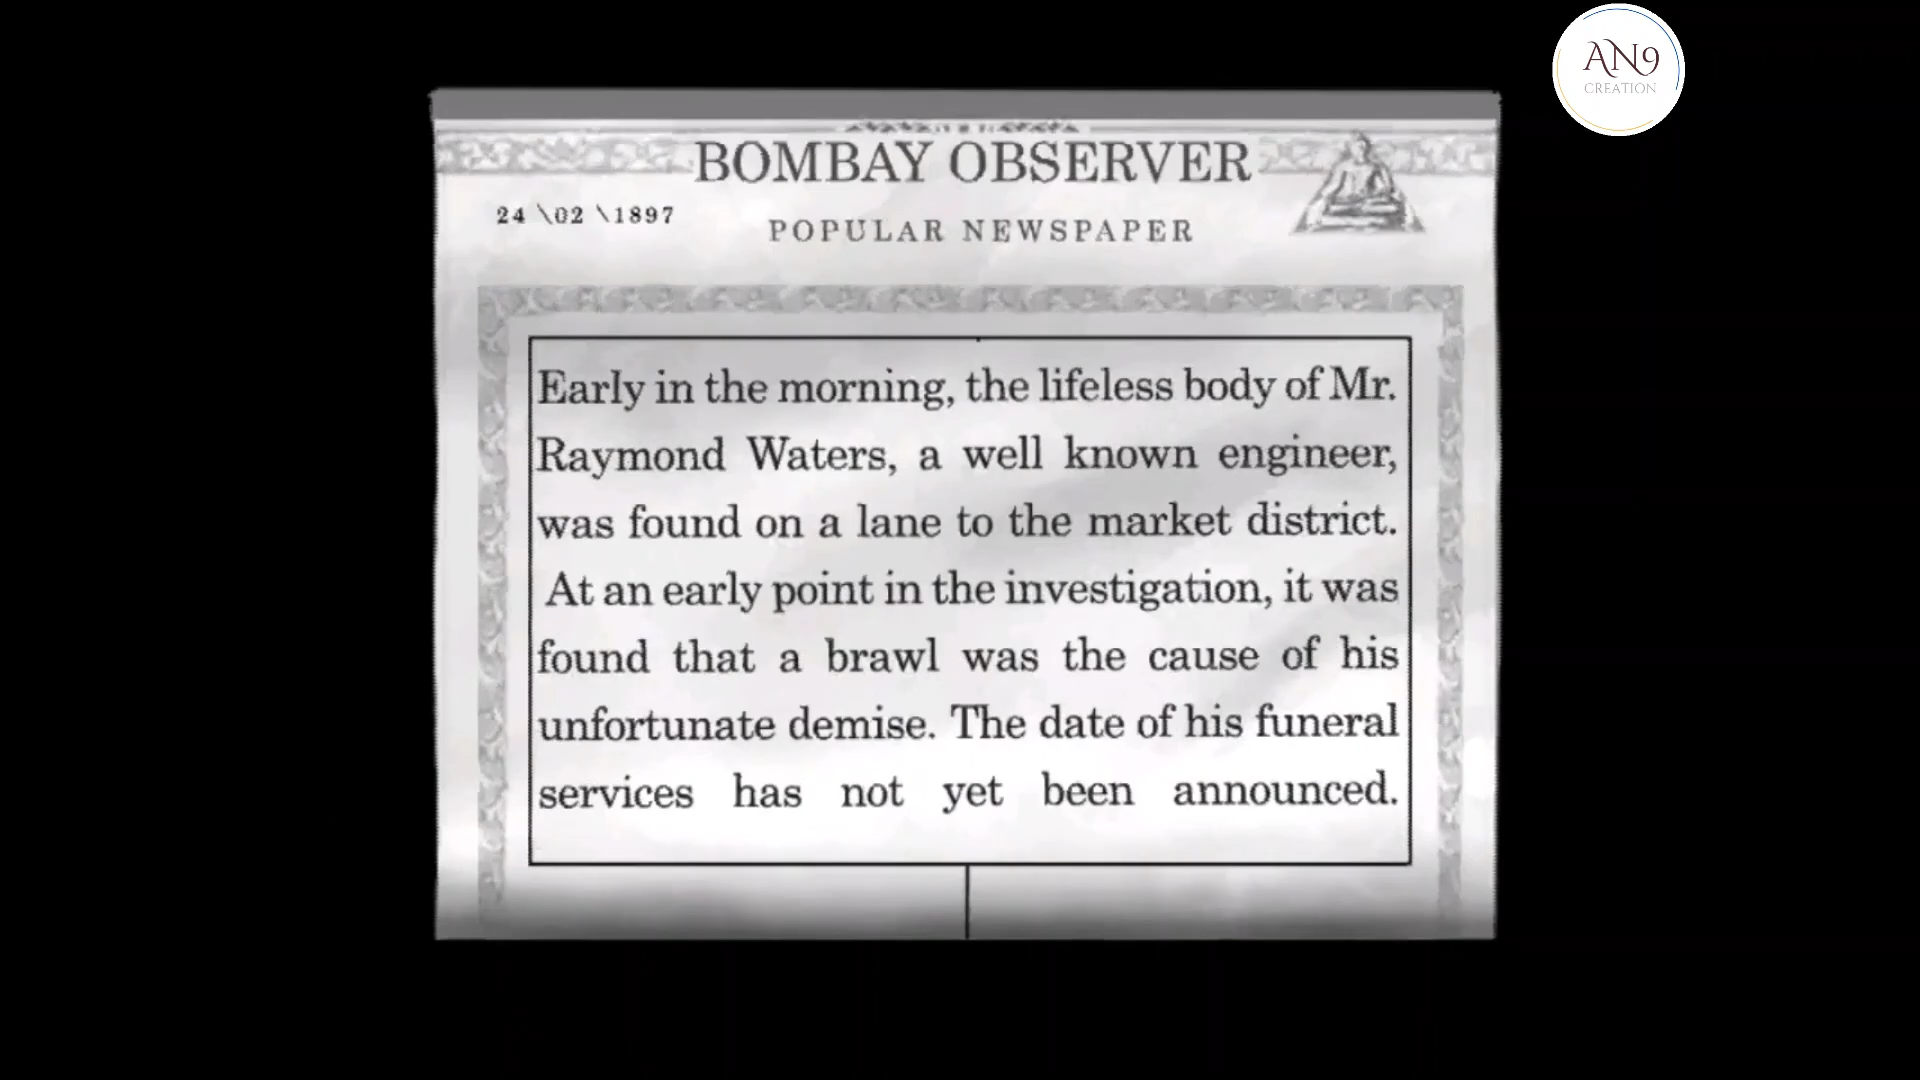 AN9
CREATION
BOMBAY OBSERVER
24 \02 \1897
POPULAR NEWSPAPER
Early in the morning, the lifeless body of Mr.
Raymond Waters, a well known engineer,
was found on a lane to the market district.
At an early point in the investigation, it was
found that a brawl was the cause of his
unfortunate demise. The date of his funeral
services has not yet been announced.